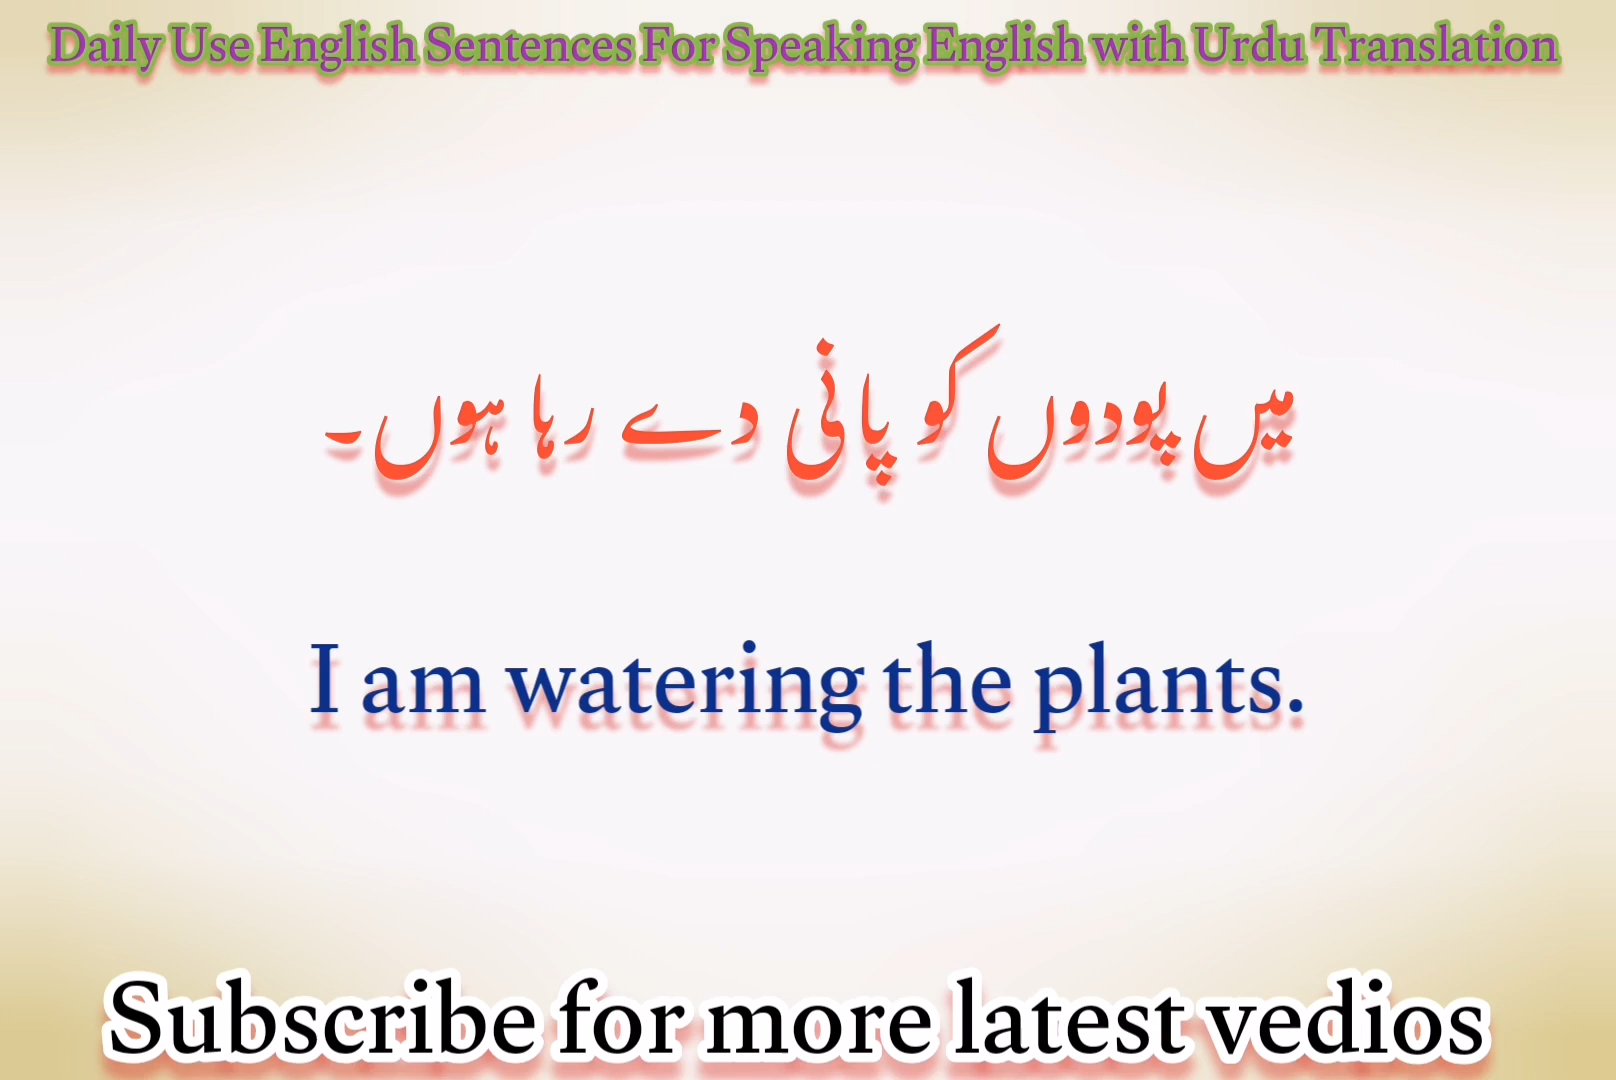 Daily Use English Sentences For Speaking English with Urdu Translation
میں پودوں کو پانی دے رہا ہوں۔
I am watering the plants.
Subscribe for more latest vedios